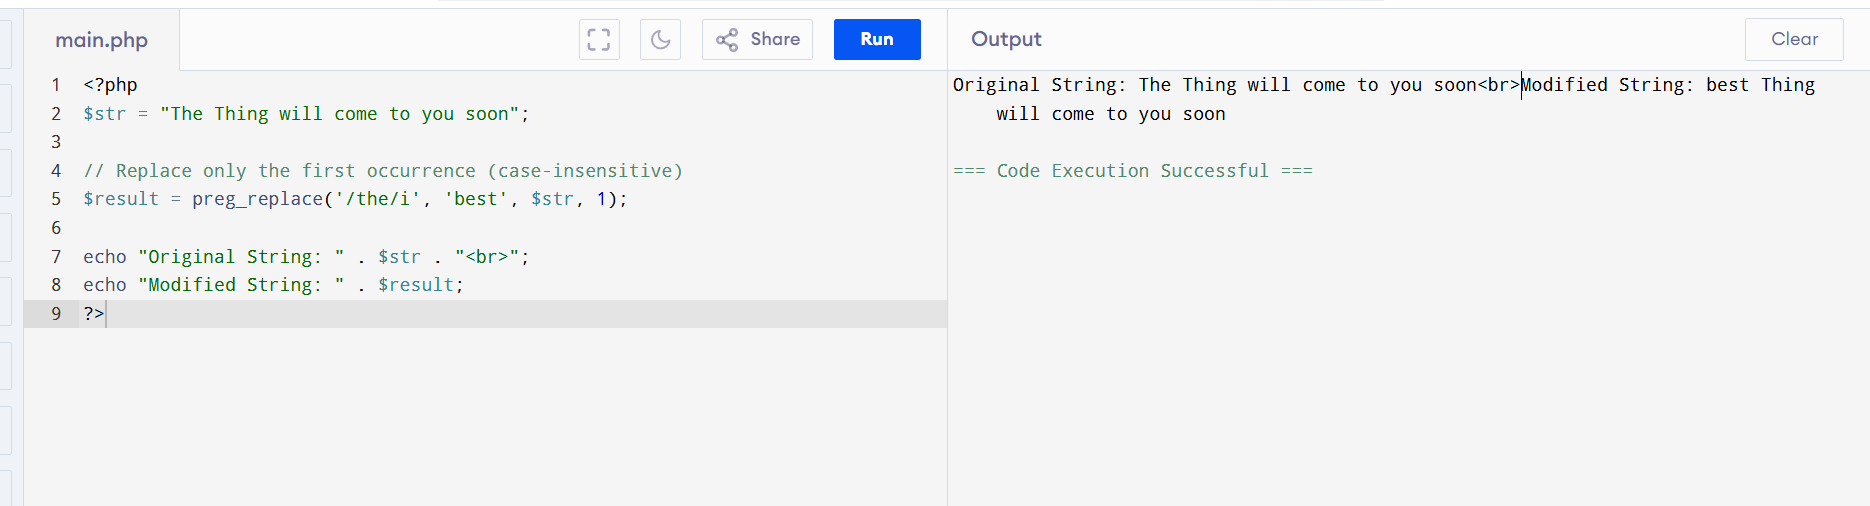 main.php
Share
Run
Output
Clear
1 <?php
2 $str = "The Thing will come to you soon";
3
4 // Replace only the first occurrence (case-insensitive)
5 $result = preg_replace('/the/i', 'best', $str, 1);
6
7 echo "Original String: " . $str . "<br>";
8 echo "Modified String: " . $result;
9 ?>
Original String: The Thing will come to you soon<br>Modified String: best Thing
will come to you soon
=== Code Execution Successful ===